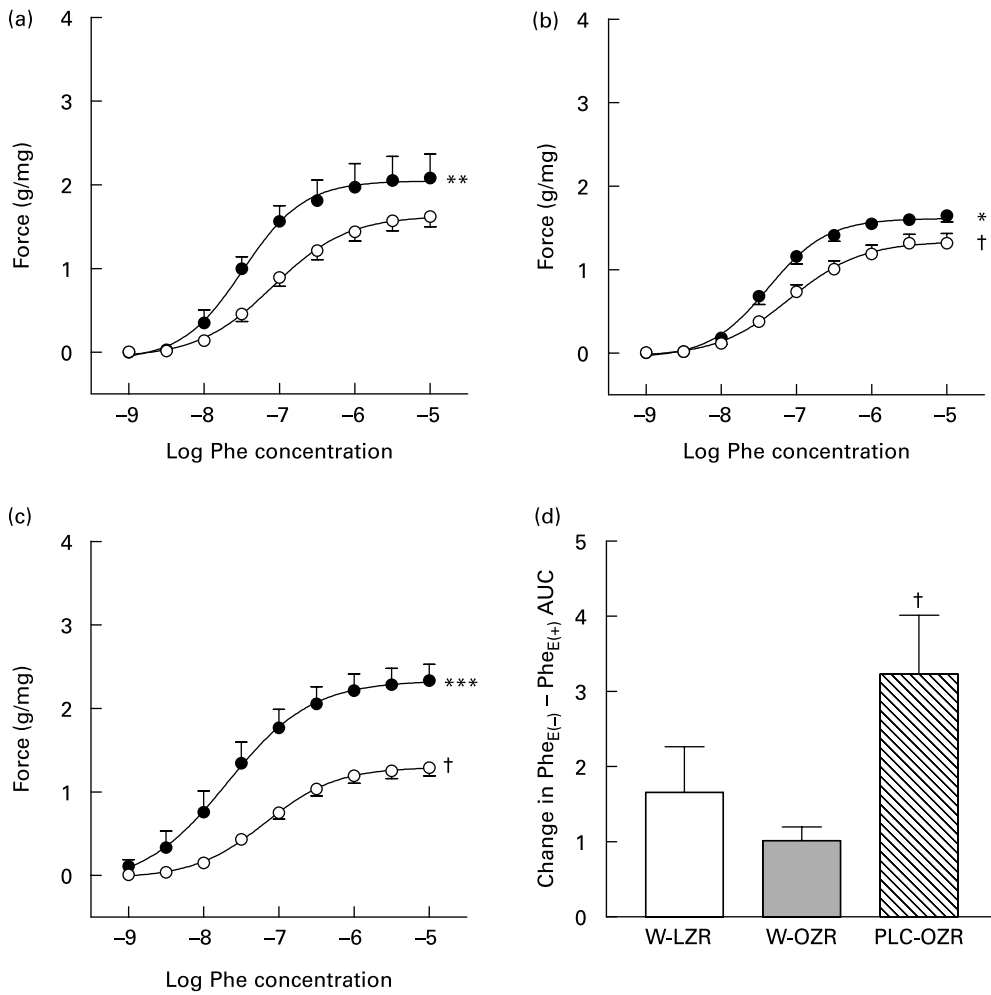 (a)
4
3
2
1
0
Force (g/mg)
**
–9 –8 –7 –6 –5
Log Phe concentration
(b)
4
3
2
1
0
Force (g/mg)
*
†
–9 –8 –7 –6 –5
Log Phe concentration
(c)
4
3
2
1
0
Force (g/mg)
***
†
–9 –8 –7 –6 –5
Log Phe concentration
(d)
5
4
3
2
1
0
Change in Phe E(–) – Phe E(+) AUC
†
W-LZR W-OZR PLC-OZR